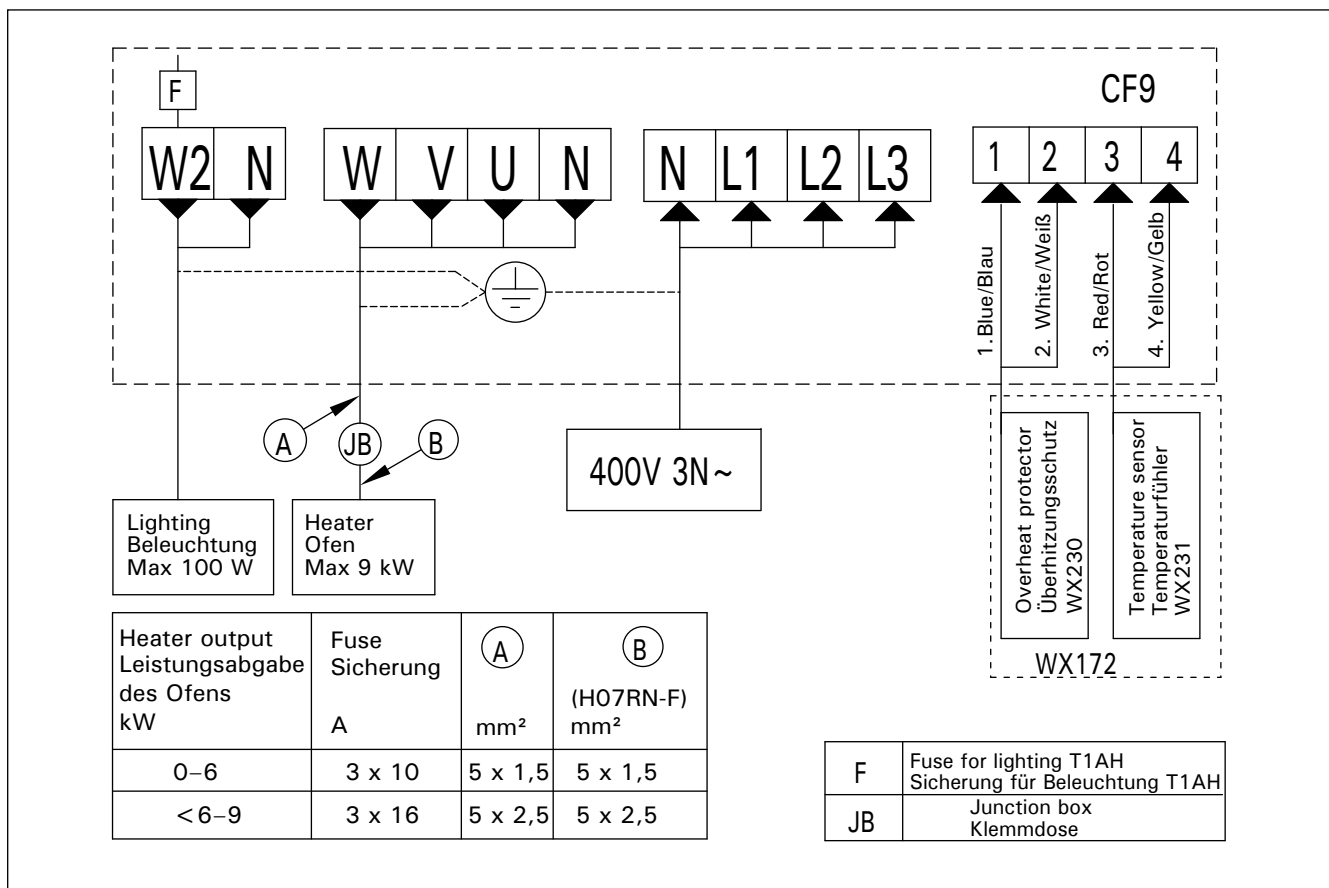 F
CF9
W2 N
W V U N
N L1 L2 L3
1 2 3 4
1.Blue/Blau
2. White/Weiß
3. Red/Rot
4. Yellow/Gelb
A
JB
B
400V 3N~
Lighting
Beleuchtung
Max 100 W
Heater
Ofen
Max 9 kW
Overheat protector
Überhitzungsschutz
WX230
Temperature sensor
Temperaturfühler
WX231
WX172
Heater output
Leistungsabgabe
des Ofens
kW
Fuse
Sicherung
A
A
mm²
B
(H07RN-F)
mm²
0–6 3 x 10 5 x 1,5 5 x 1,5
<6–9 3 x 16 5 x 2,5 5 x 2,5
F
Fuse for lighting T1AH
Sicherung für Beleuchtung T1AH
JB
Junction box
Klemmdose